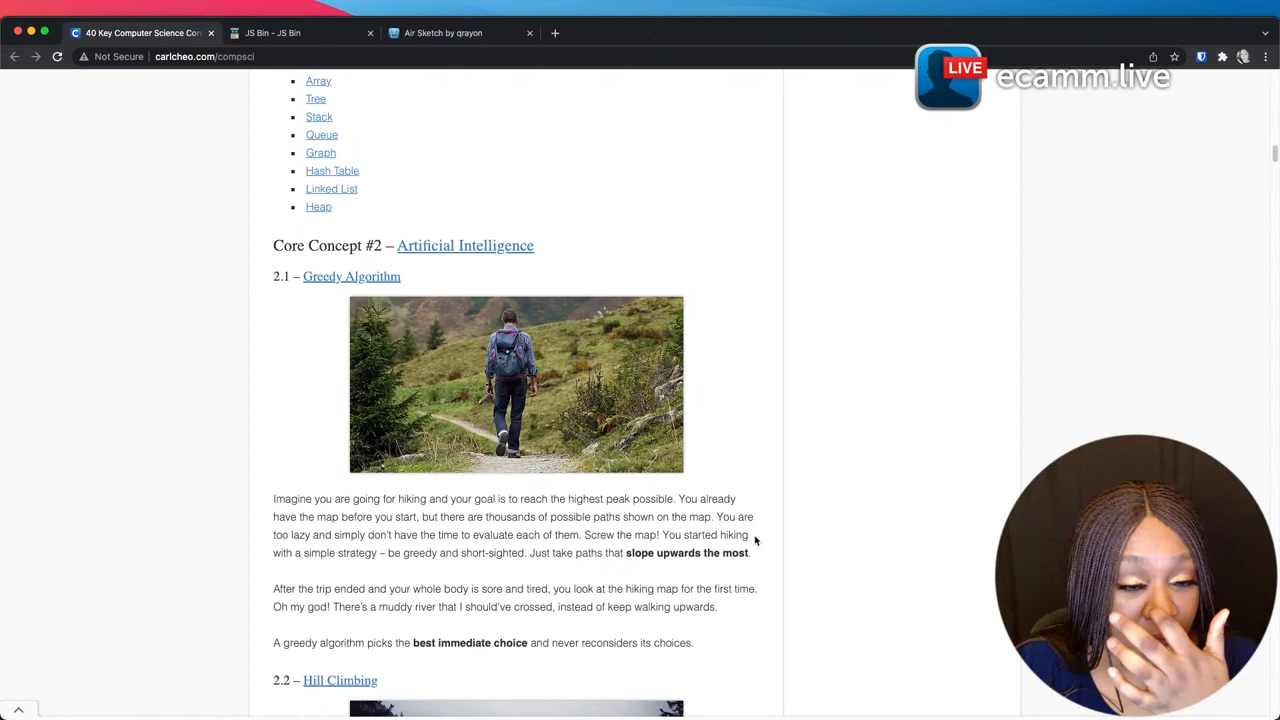 40 Key Computer Science Con
JS Bin - JS Bin
Air Sketch by qrayon
Not Secure
carlcheo.com/compsci
LIVE
ecamm.live
Array
Tree
Stack
Queue
Graph
Hash Table
Linked List
Heap
Core Concept #2 – Artificial Intelligence
2.1 – Greedy Algorithm
Imagine you are going for hiking and your goal is to reach the highest peak possible. You already
have the map before you start, but there are thousands of possible paths shown on the map. You are
too lazy and simply don't have the time to evaluate each of them. Screw the map! You started hiking
with a simple strategy – be greedy and short-sighted. Just take paths that slope upwards the most.
After the trip ended and your whole body is sore and tired, you look at the hiking map for the first time.
Oh my god! There's a muddy river that I should've crossed, instead of keep walking upwards.
A greedy algorithm picks the best immediate choice and never reconsiders its choices.
2.2 – Hill Climbing